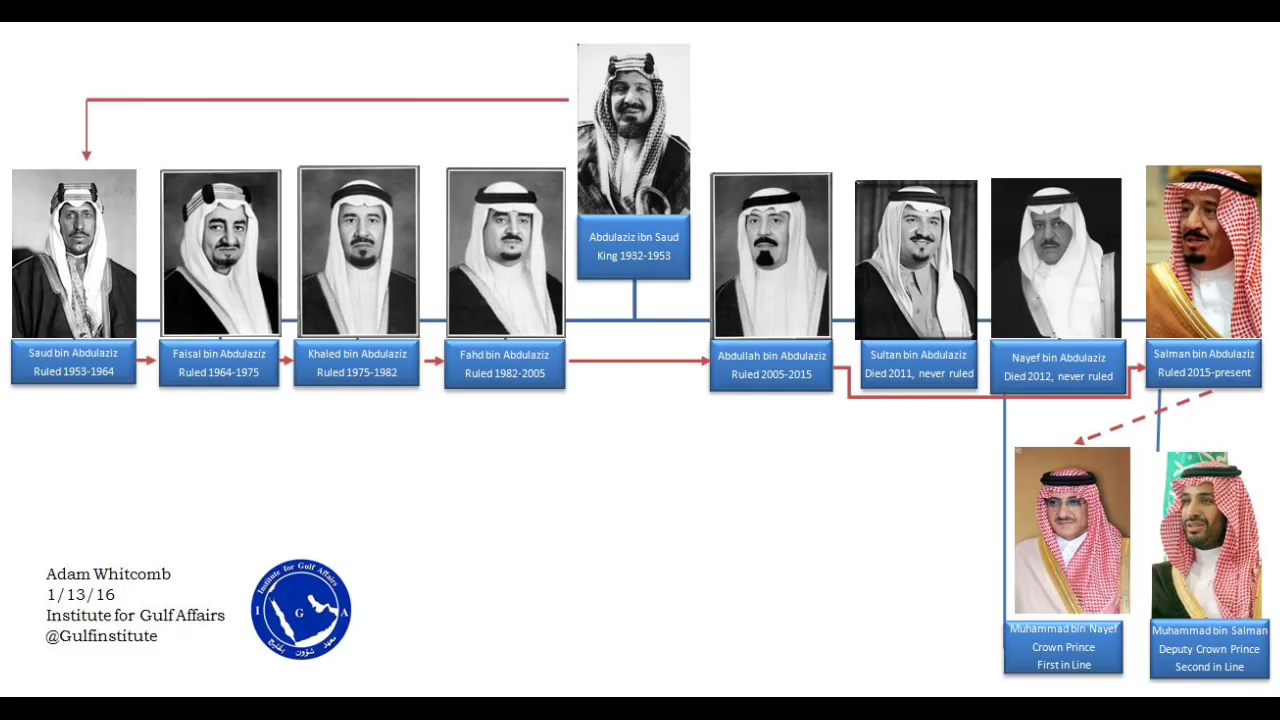 Abdulaziz ibn Saud
King 1932-1953
Saud bin Abdulaziz
Ruled 1953-1964
Faisal bin Abdulaziz
Ruled 1964-1975
Khaled bin Abdulaziz
Ruled 1975-1982
Fahd bin Abdulaziz
Ruled 1982-2005
Abdullah bin Abdulaziz
Ruled 2005-2015
Sultan bin Abdulaziz
Died 2011, never ruled
Nayef bin Abdulaziz
Died 2012, never ruled
Salman bin Abdulaziz
Ruled 2015-present
Muhammad bin Nayef
Crown Prince
First in Line
Muhammad bin Salman
Deputy Crown Prince
Second in Line
Adam Whitcomb
1/13/16
Institute for Gulf Affairs
@Gulfinstitute
Institute for Gulf Affairs
I G A
معهد شؤون الخليج